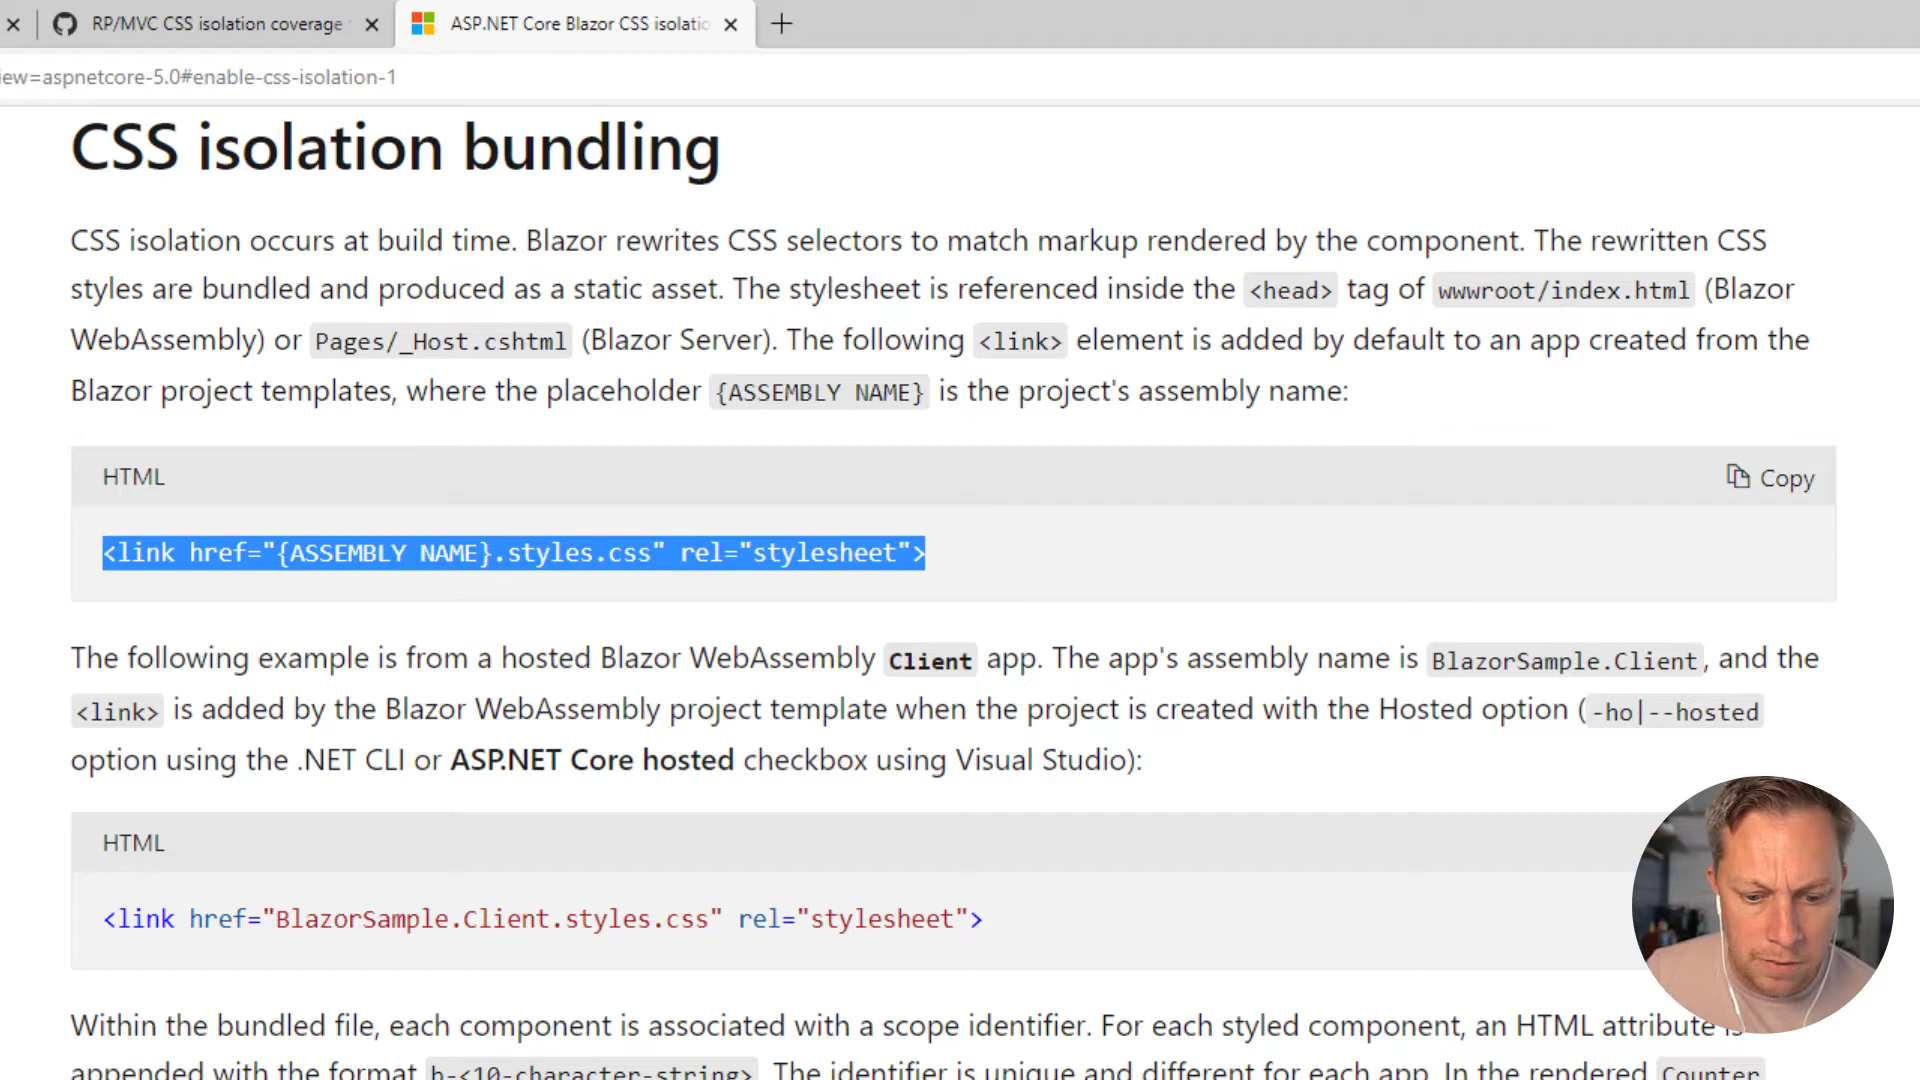 RP/MVC CSS isolation coverage
ASP.NET Core Blazor CSS isolatio
iew=aspnetcore-5.0#enable-css-isolation-1
CSS isolation bundling
CSS isolation occurs at build time. Blazor rewrites CSS selectors to match markup rendered by the component. The rewritten CSS
styles are bundled and produced as a static asset. The stylesheet is referenced inside the <head> tag of wwwroot/index.html (Blazor
WebAssembly) or Pages/_Host.cshtml (Blazor Server). The following <link> element is added by default to an app created from the
Blazor project templates, where the placeholder {ASSEMBLY NAME} is the project's assembly name:
HTML
Copy
<link href="{ASSEMBLY NAME}.styles.css" rel="stylesheet">
The following example is from a hosted Blazor WebAssembly Client app. The app's assembly name is BlazorSample.Client, and the
<link> is added by the Blazor WebAssembly project template when the project is created with the Hosted option (-ho|--hosted
option using the .NET CLI or ASP.NET Core hosted checkbox using Visual Studio):
HTML
<link href="BlazorSample.Client.styles.css" rel="stylesheet">
Within the bundled file, each component is associated with a scope identifier. For each styled component, an HTML attribute is
appended with the format b-<10-character-string>. The identifier is unique and different for each app. In the rendered Counter